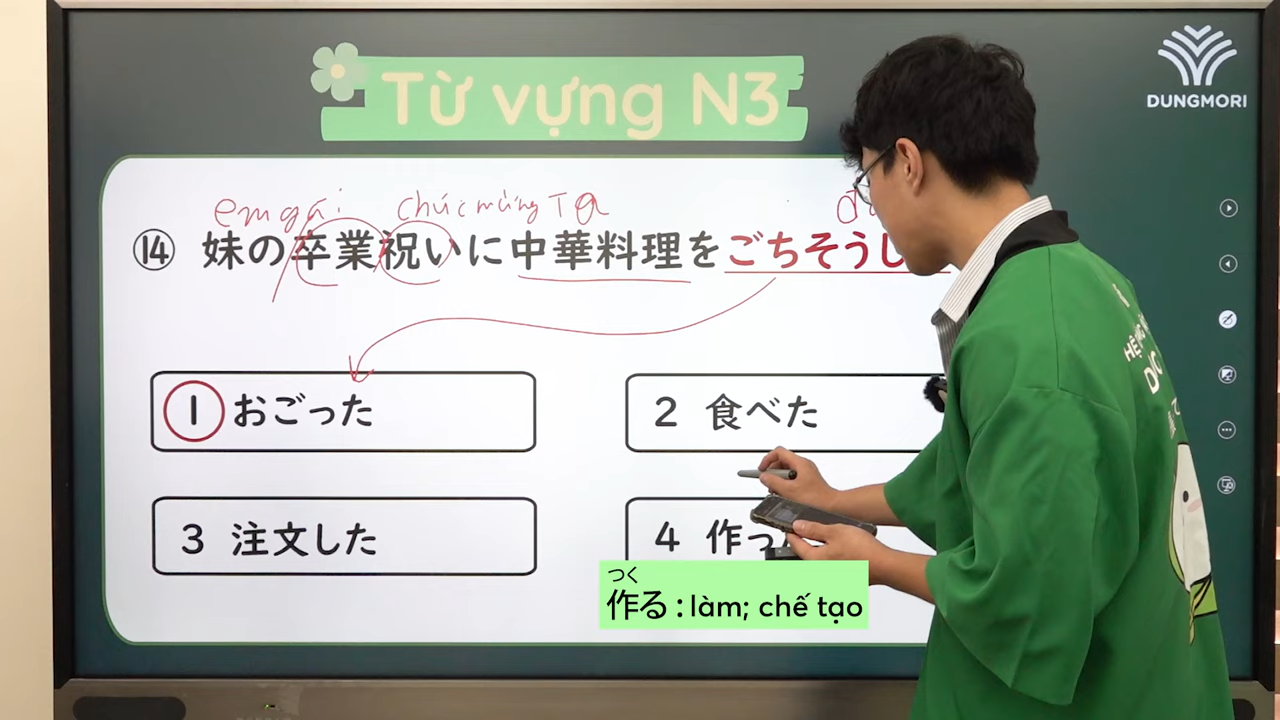 Từ vựng N3
DUNGMORI
em gái chúc mừng
⑭ 妹の卒業祝いに中華料理をごちそうし
1 おごった
2 食べた
3 注文した
4 作っ
つく
作る : làm; chế tạo